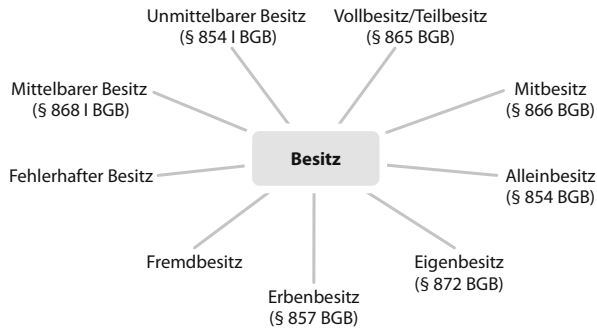 Unmittelbarer Besitz
(§ 854 I BGB)
Vollbesitz/Teilbesitz
(§ 865 BGB)
Mittelbarer Besitz
(§ 868 I BGB)
Mitbesitz
(§ 866 BGB)
Besitz
Fehlerhafter Besitz
Alleinbesitz
(§ 854 BGB)
Fremdbesitz
Eigenbesitz
(§ 872 BGB)
Erbenbesitz
(§ 857 BGB)